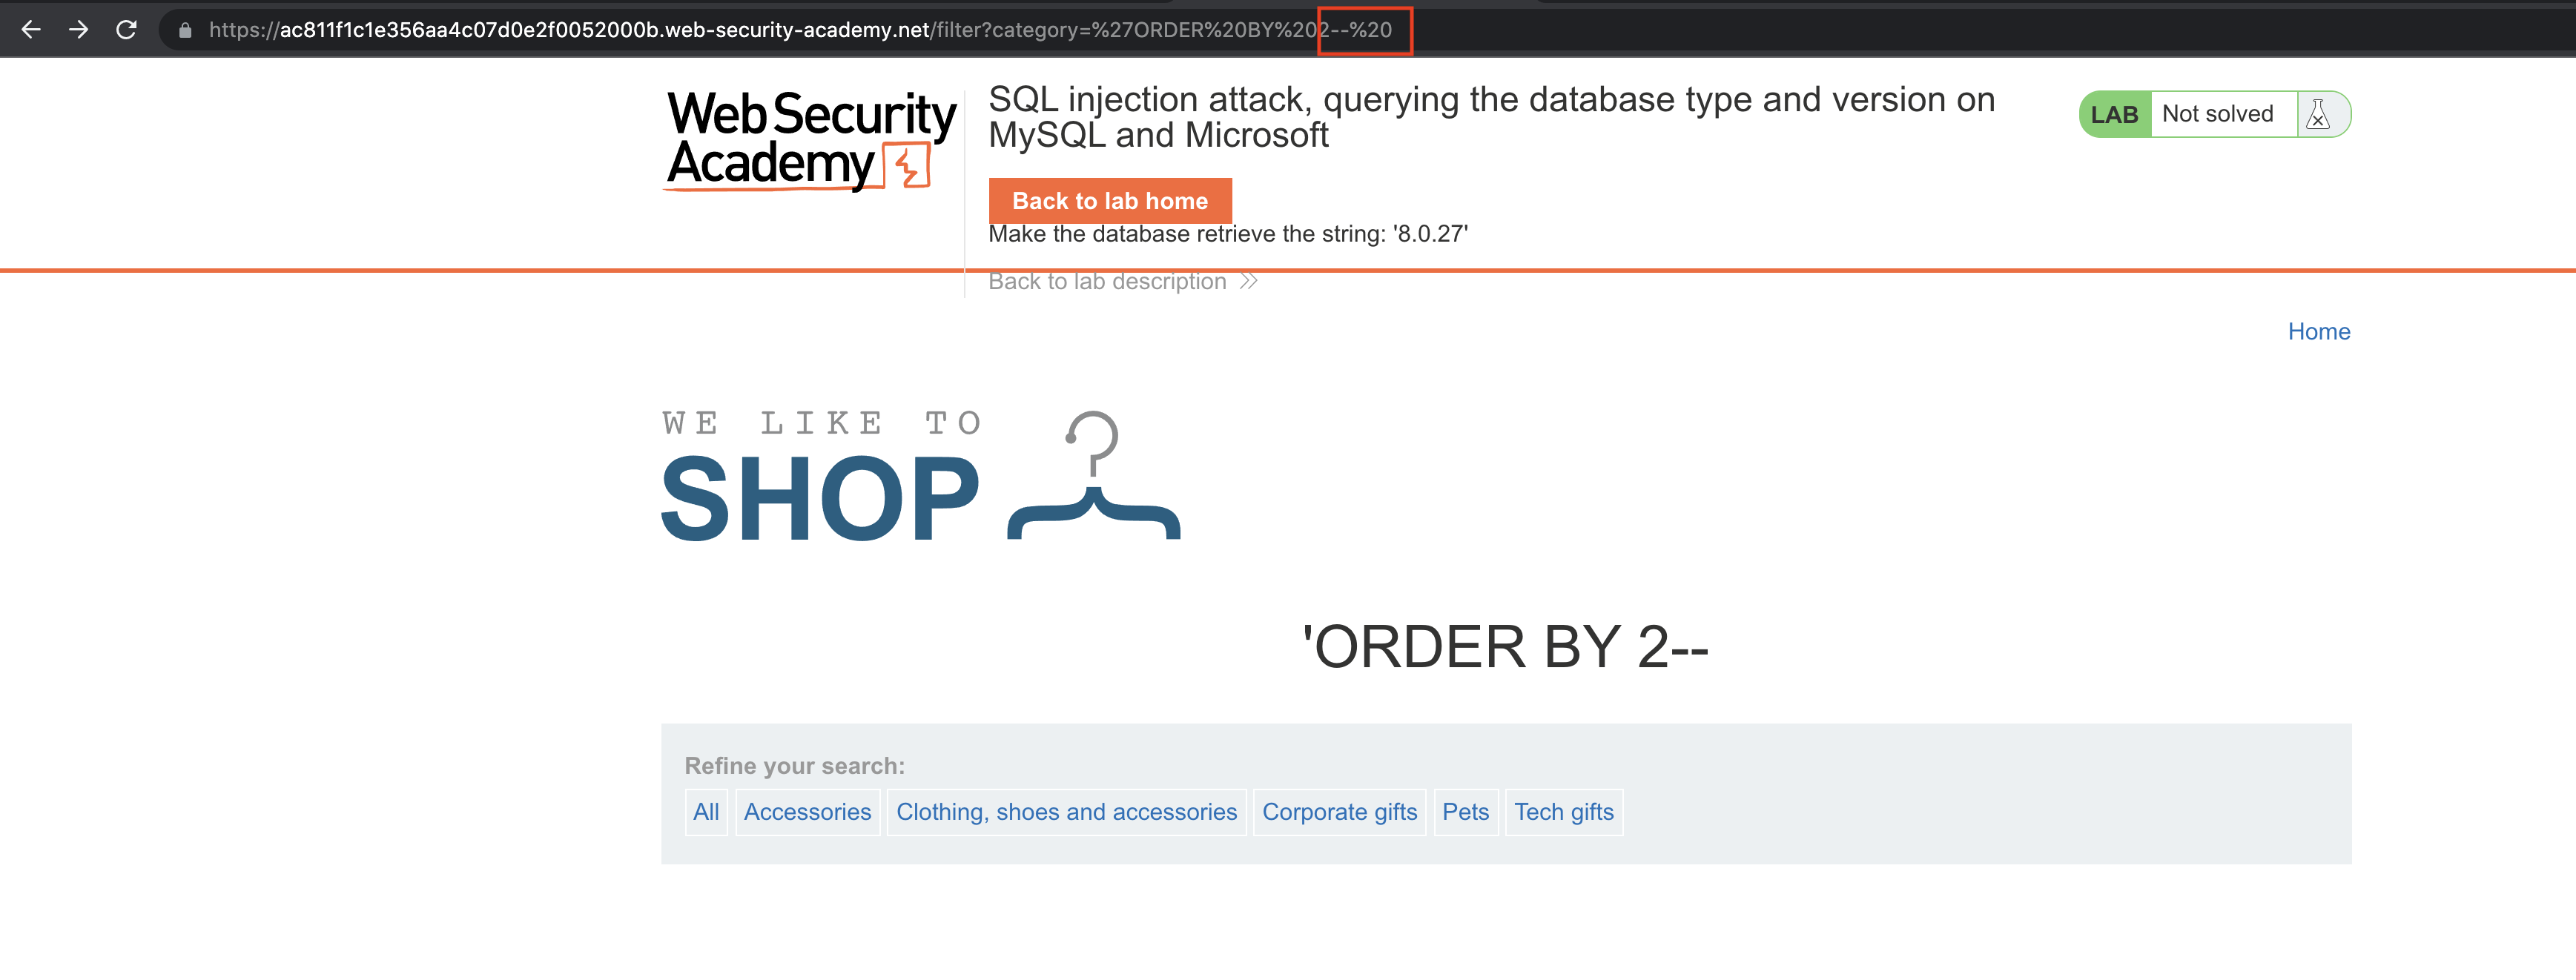 https://ac811f1c1e356aa4c07d0e2f0052000b.web-security-academy.net/filter?category=%27ORDER%20BY%202--%20
WebSecurity
Academy
SQL injection attack, querying the database type and version on
MySQL and Microsoft
LAB Not solved
Back to lab home
Make the database retrieve the string: '8.0.27'
Back to lab description
Home
WE LIKE TO
SHOP
'ORDER BY 2--
Refine your search:
All Accessories Clothing, shoes and accessories Corporate gifts Pets Tech gifts